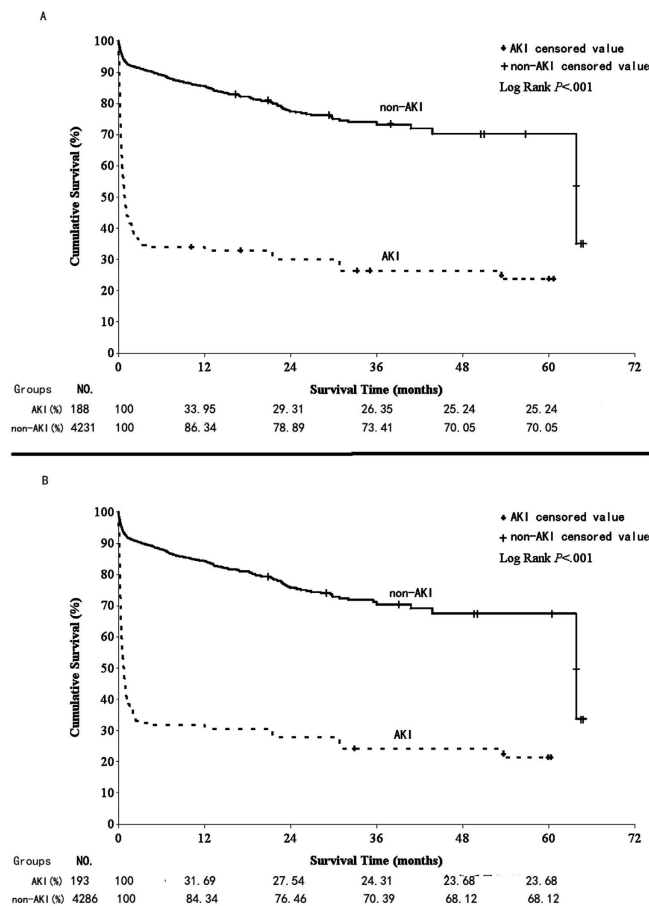 A
100
90
80
70
60
50
40
30
20
10
0
Cumulative Survival (%)
AKI censored value
non-AKI censored value
Log Rank P<.001
non-AKI
AKI
0 12 24 36 48 60 72
Survival Time (months)
Groups NO.
AKI(%) 188 100 33.95 29.31 26.35 25.24 25.24
non-AKI(%) 4231 100 86.34 78.89 73.41 70.05 70.05
B
100
90
80
70
60
50
40
30
20
10
0
Cumulative Survival (%)
AKI censored value
non-AKI censored value
Log Rank P<.001
non-AKI
AKI
0 12 24 36 48 60 72
Survival Time (months)
Groups NO.
AKI(%) 193 100 31.69 27.54 24.31 23.68 23.68
non-AKI(%) 4286 100 84.34 76.46 70.39 68.12 68.12